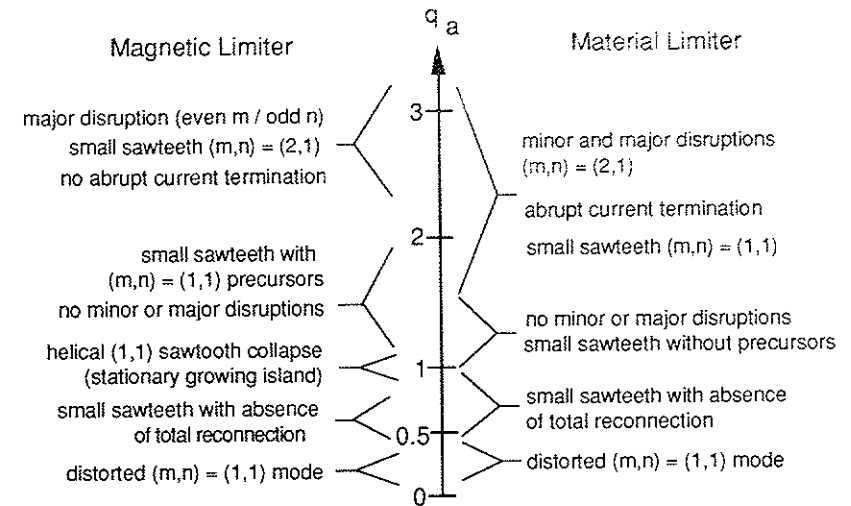 q a
Magnetic Limiter
major disruption (even m / odd n)
small sawteeth (m,n) = (2,1)
no abrupt current termination
small sawteeth with
(m,n) = (1,1) precursors
no minor or major disruptions
helical (1,1) sawtooth collapse
(stationary growing island)
small sawteeth with absence
of total reconnection
distorted (m,n) = (1,1) mode
3
2
1
0.5
0
Material Limiter
minor and major disruptions
(m,n) = (2,1)
abrupt current termination
small sawteeth (m,n) = (1,1)
no minor or major disruptions
small sawteeth without precursors
small sawteeth with absence
of total reconnection
distorted (m,n) = (1,1) mode